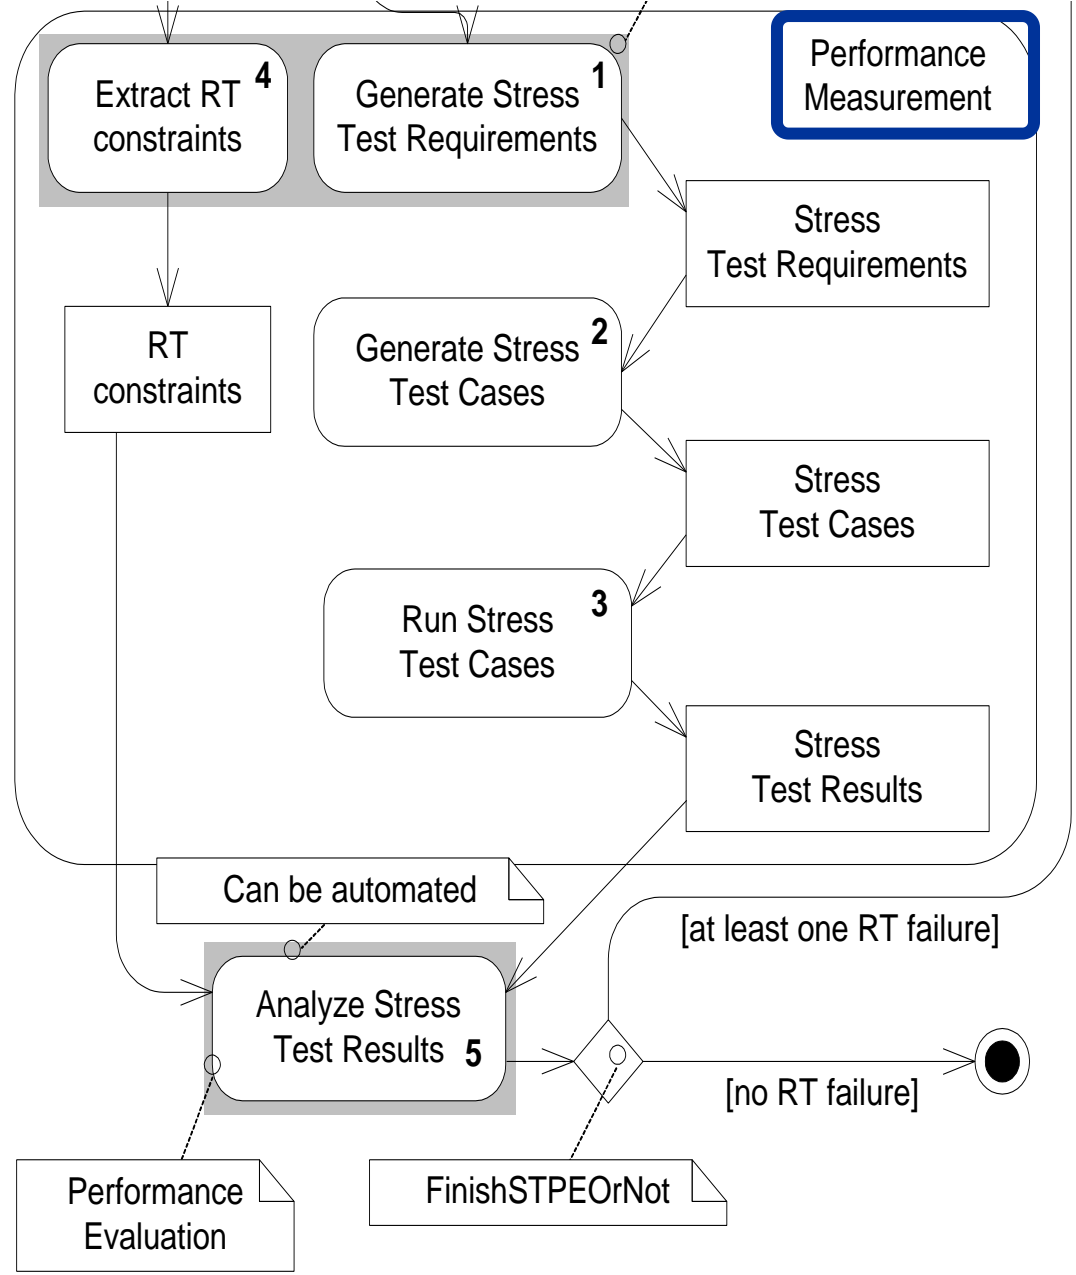 Extract RT
constraints
4
Generate Stress
Test Requirements
1
Performance
Measurement
Stress
Test Requirements
RT
constraints
Generate Stress
Test Cases
2
Stress
Test Cases
Run Stress
Test Cases
3
Stress
Test Results
Can be automated
[at least one RT failure]
Analyze Stress
Test Results
5
[no RT failure]
Performance
Evaluation
FinishSTPEOrNot